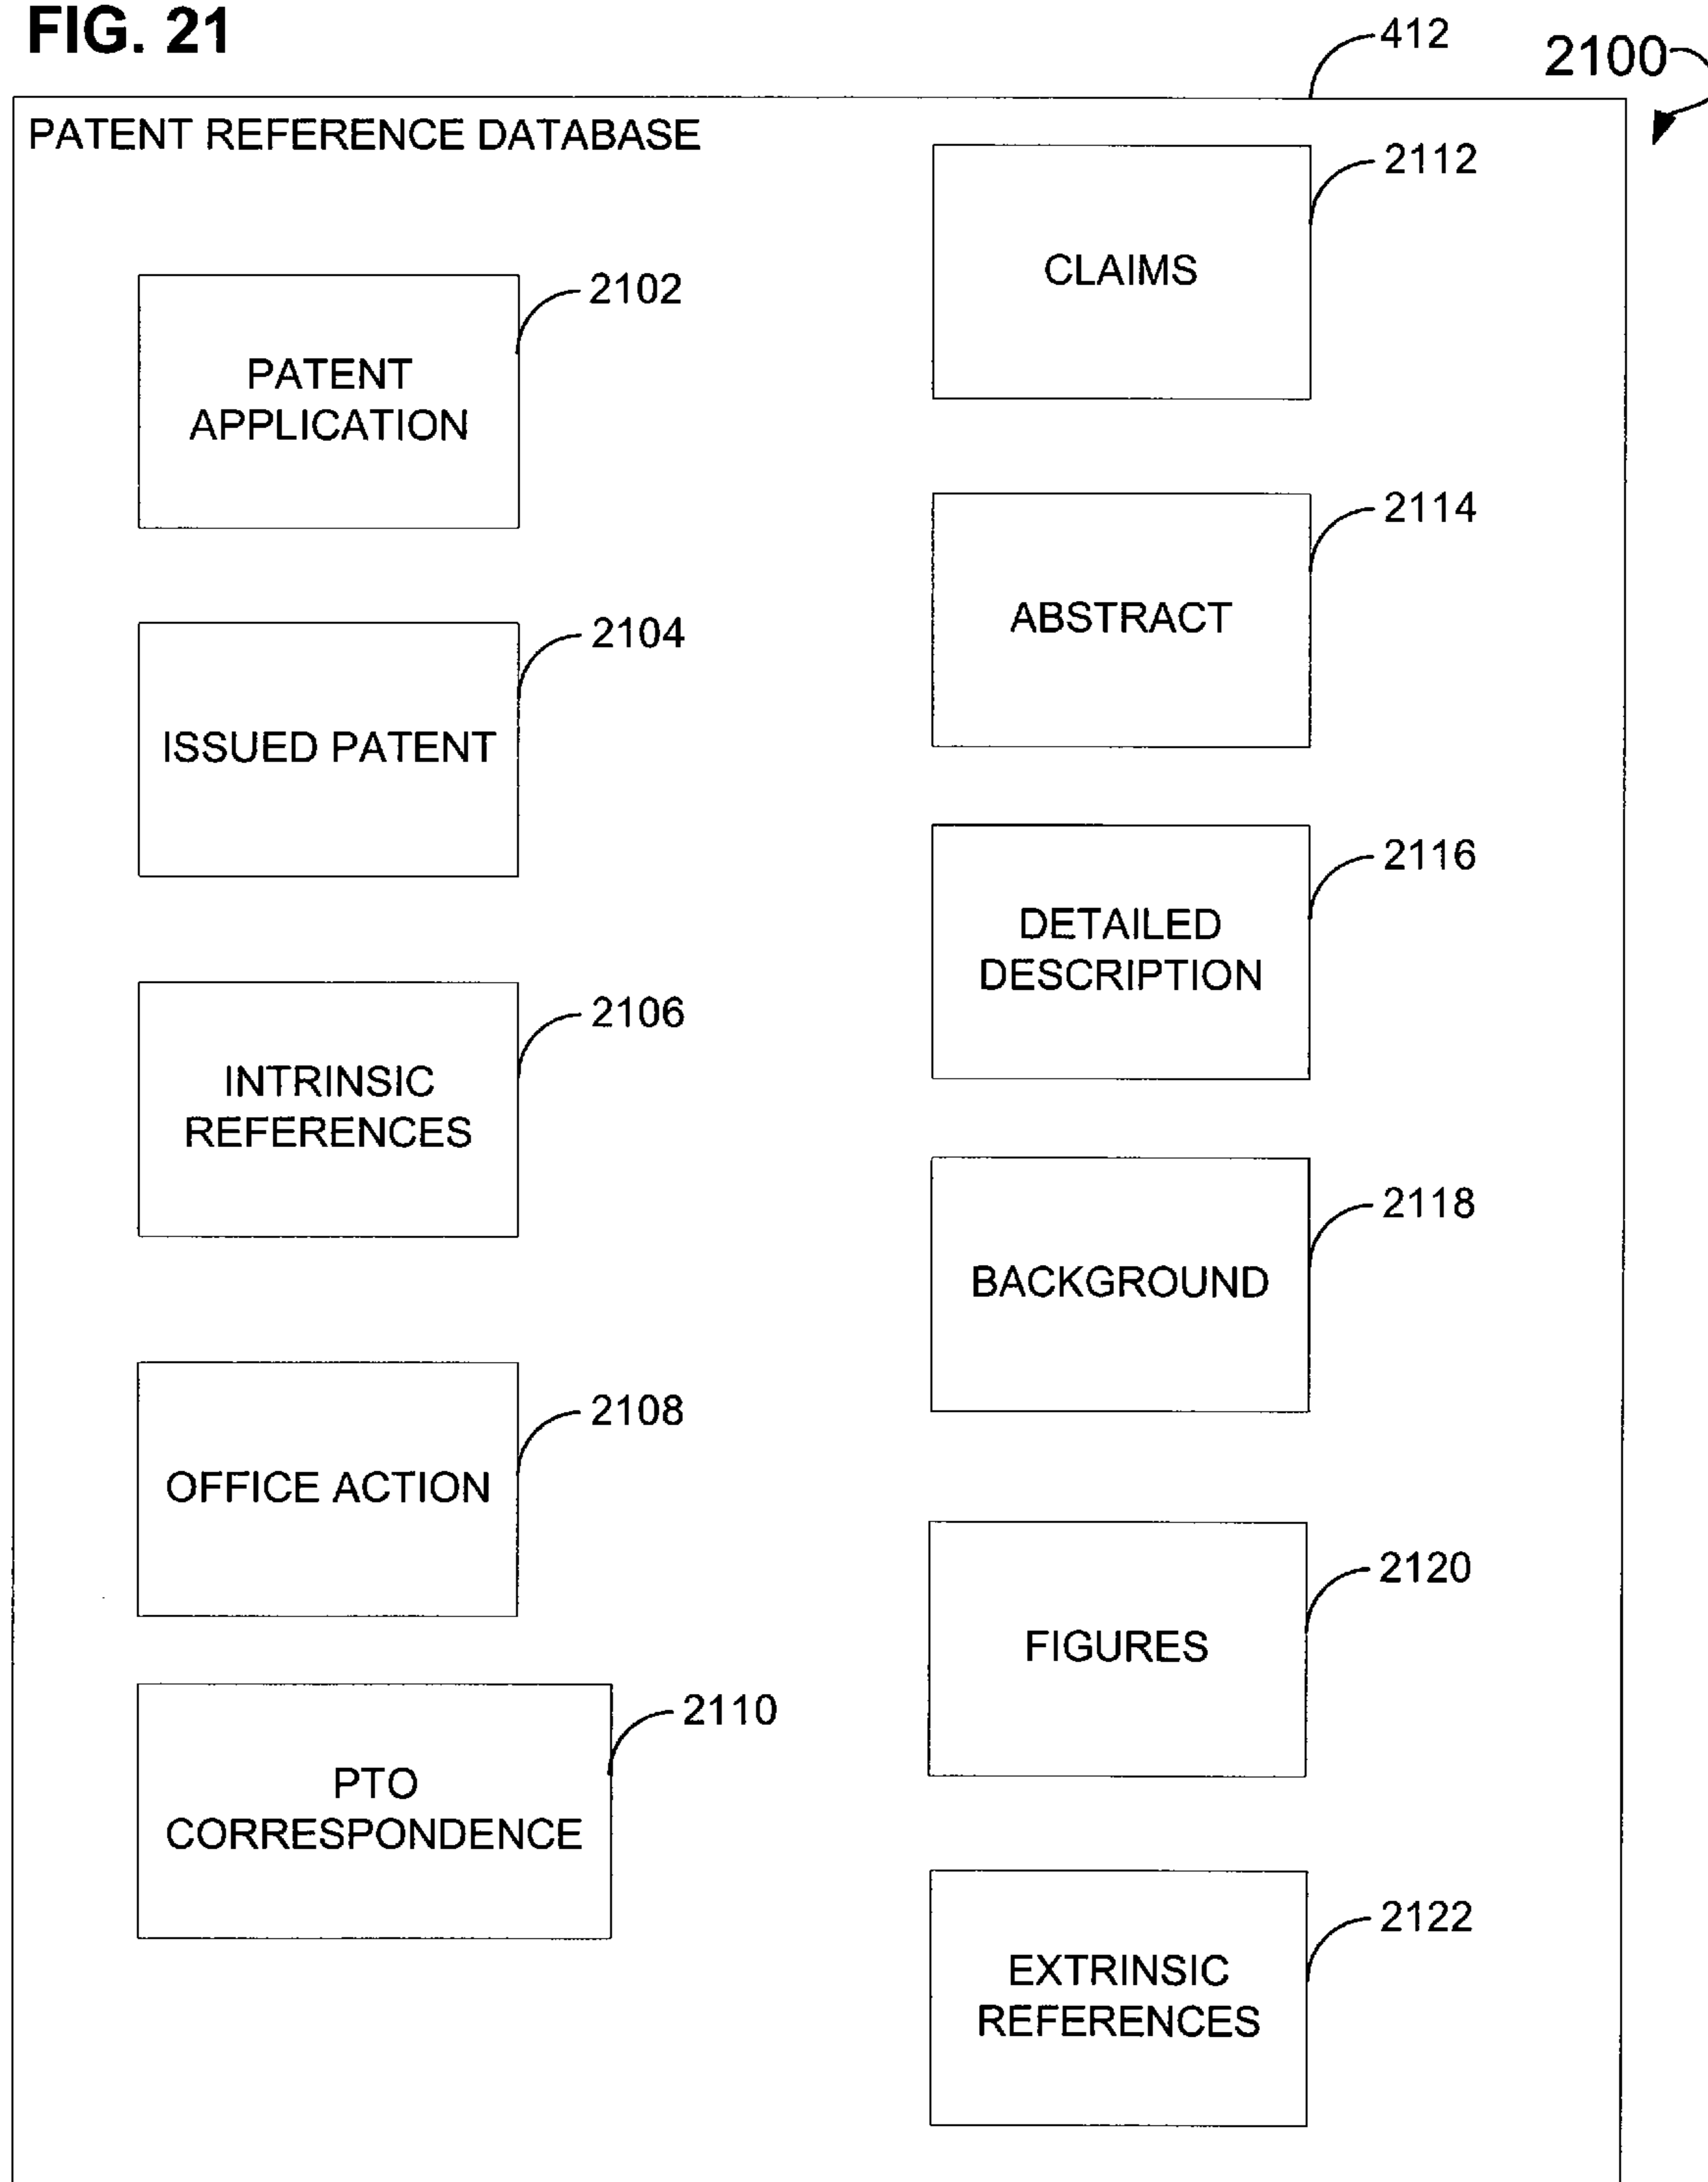 FIG. 21
412
2100
PATENT REFERENCE DATABASE
2102
PATENT
APPLICATION
2104
ISSUED PATENT
2106
INTRINSIC
REFERENCES
2108
OFFICE ACTION
2110
PTO
CORRESPONDENCE
2112
CLAIMS
2114
ABSTRACT
2116
DETAILED
DESCRIPTION
2118
BACKGROUND
2120
FIGURES
2122
EXTRINSIC
REFERENCES